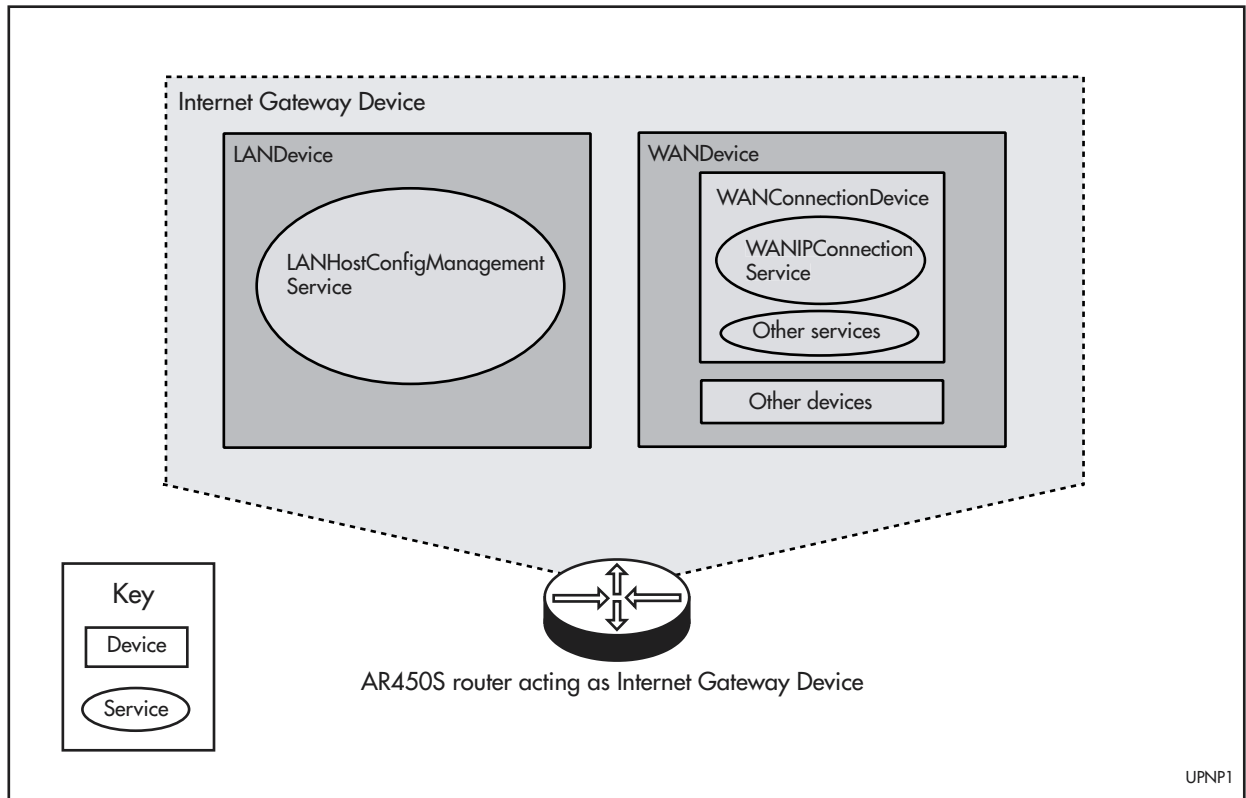 Internet Gateway Device
LANDevice
LANHostConfigManagement
Service
WANDevice
WANConnectionDevice
WANIPConnection
Service
Other services
Other devices
Key
Device
Service
AR450S router acting as Internet Gateway Device
UPNP1